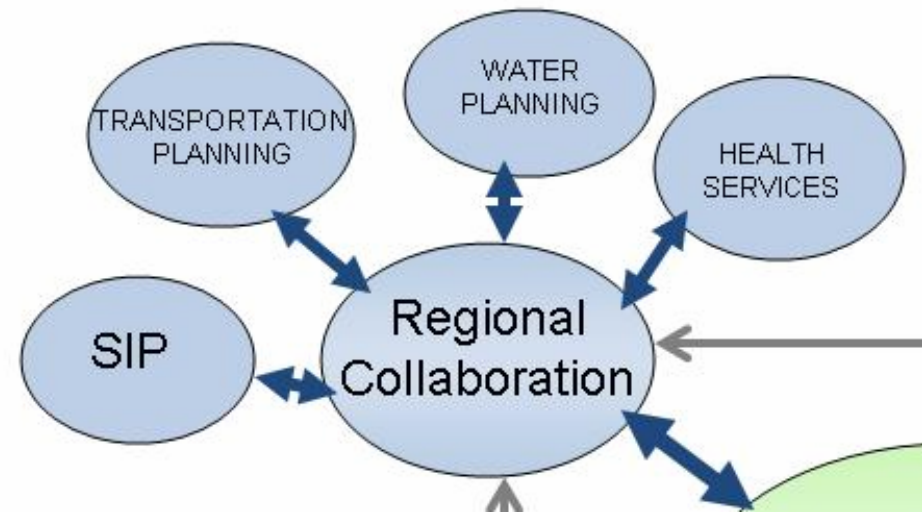 WATER
PLANNING
TRANSPORTATION
PLANNING
HEALTH
SERVICES
Regional
Collaboration
SIP